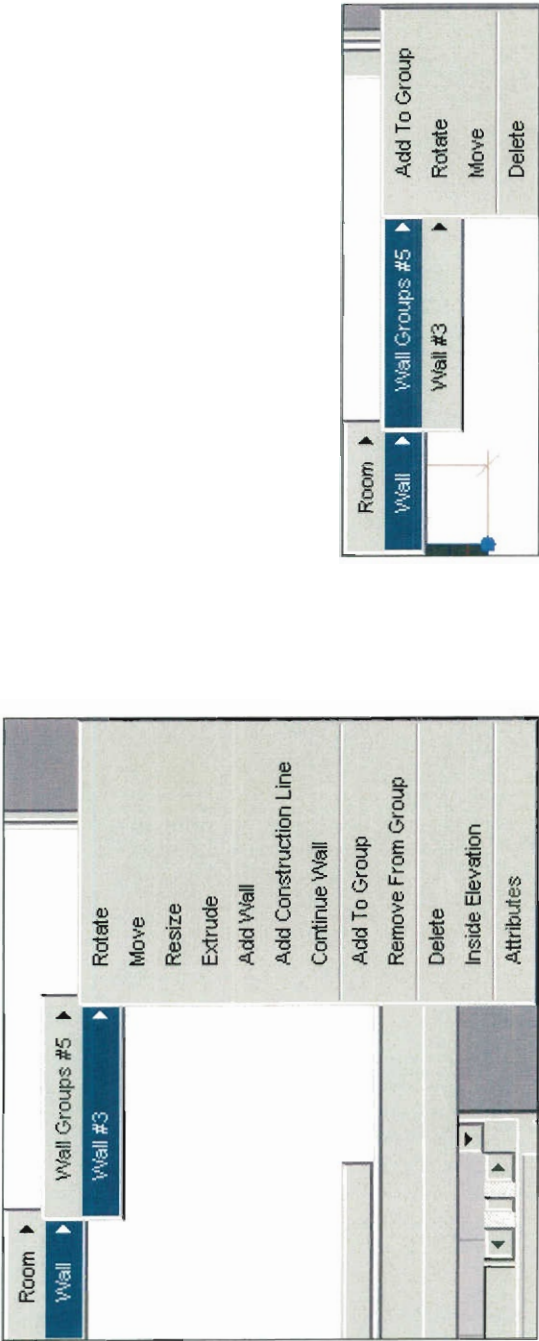 Room
Wall
Wall Groups #5
Wall #3
Rotate
Move
Resize
Extrude
Add Wall
Add Construction Line
Continue Wall
Add To Group
Remove From Group
Delete
Inside Elevation
Attributes
Room
Wall
Wall Groups #5
Wall #3
Add To Group
Rotate
Move
Delete